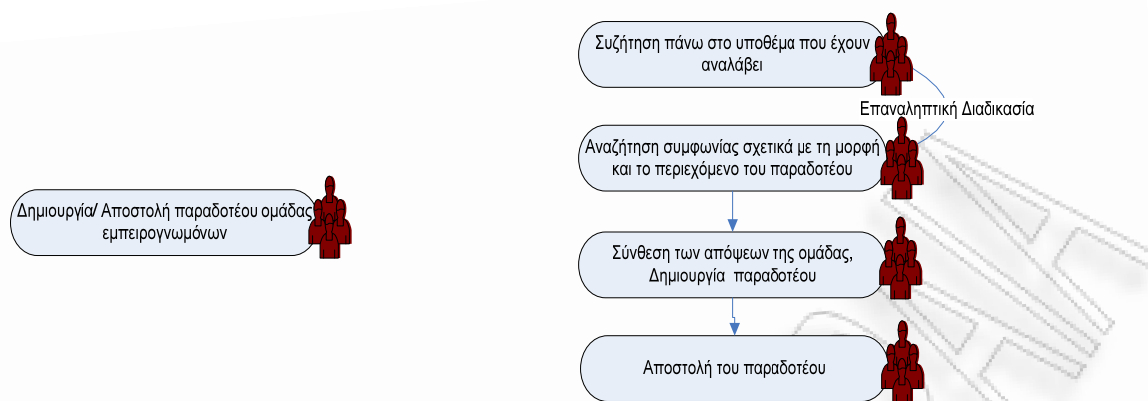 Δημιουργία/ Αποστολή παραδοτέου ομάδας
εμπειρογνωμόνων
Συζήτηση πάνω στο υποθέμα που έχουν
αναλάβει
Επαναληπτική Διαδικασία
Αναζήτηση συμφωνίας σχετικά με τη μορφή
και το περιεχόμενο του παραδοτέου
Σύνθεση των απόψεων της ομάδας,
Δημιουργία παραδοτέου
Αποστολή του παραδοτέου